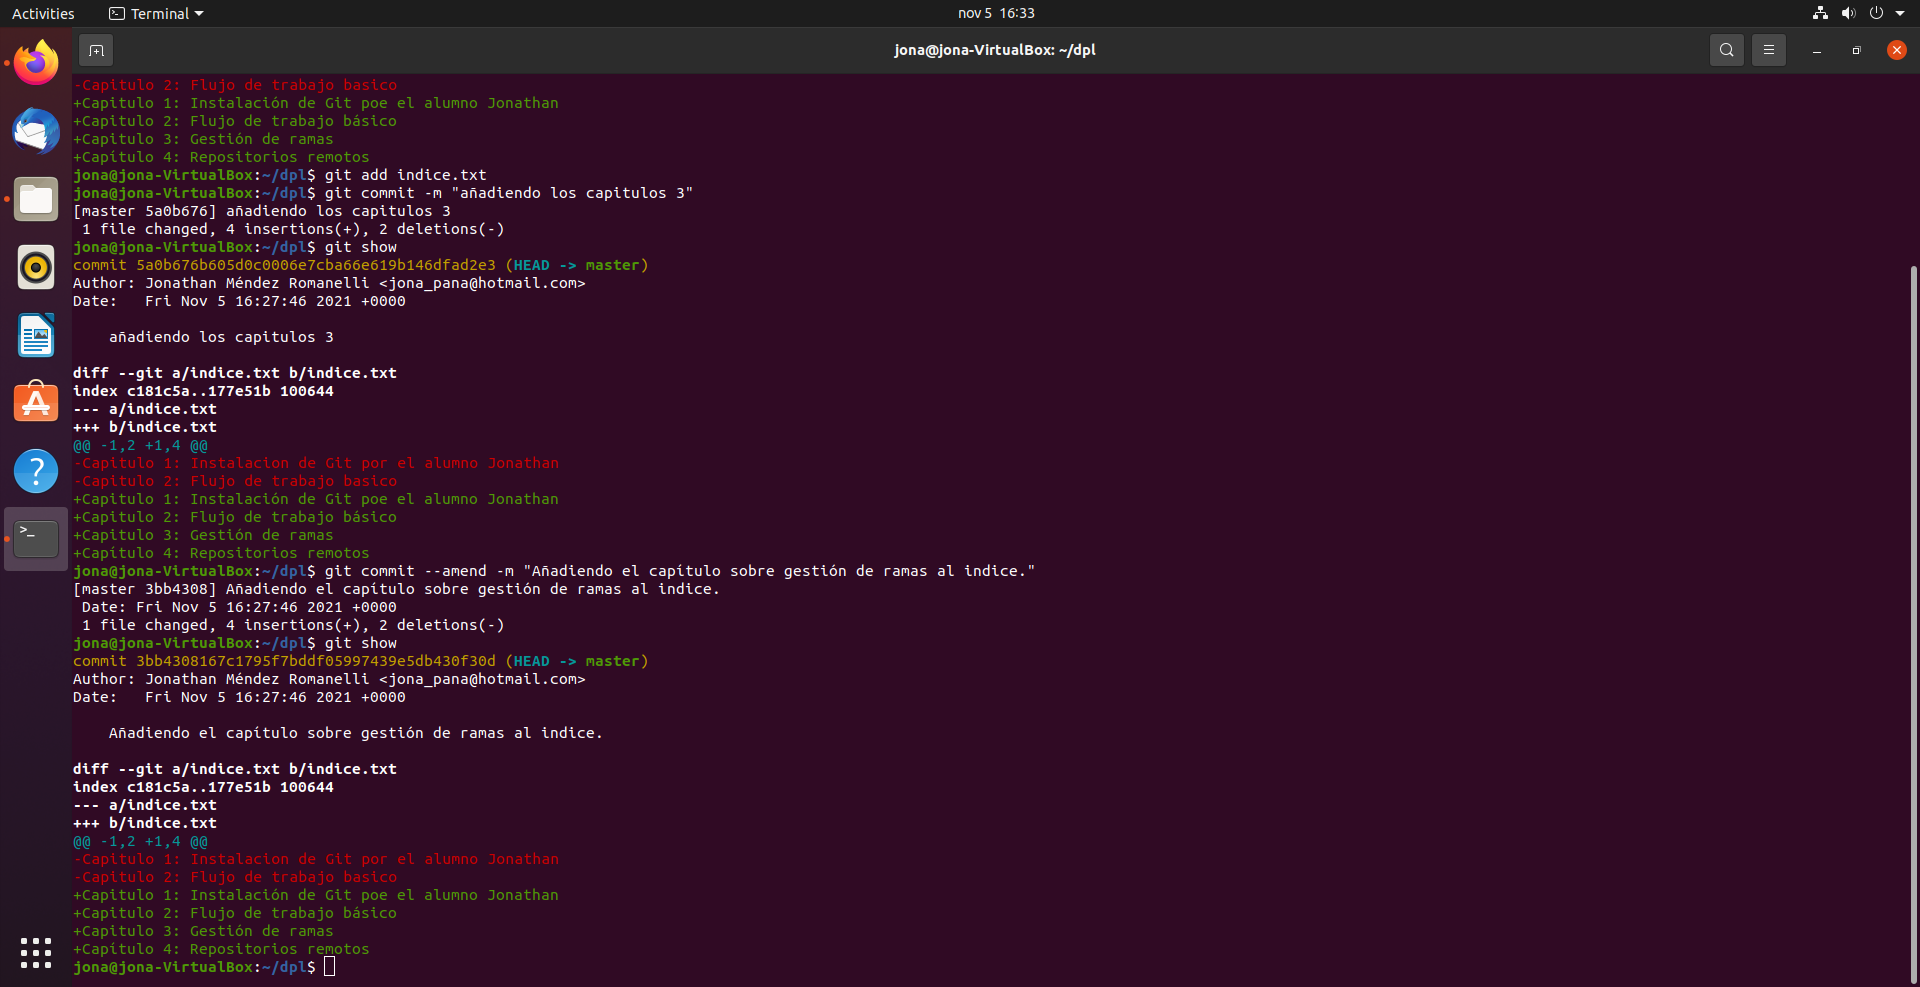 Activities
Terminal
nov 5 16:33
jona@jona-VirtualBox: ~/dpl
-Capitulo 2: Flujo de trabajo basico
+Capitulo 1: Instalación de Git poe el alumno Jonathan
+Capitulo 2: Flujo de trabajo básico
+Capitulo 3: Gestión de ramas
+Capítulo 4: Repositorios remotos
jona@jona-VirtualBox:~/dpl$ git add indice.txt
jona@jona-VirtualBox:~/dpl$ git commit -m "añadiendo los capitulos 3"
[master 5a0b676] añadiendo los capitulos 3
 1 file changed, 4 insertions(+), 2 deletions(-)
jona@jona-VirtualBox:~/dpl$ git show
commit 5a0b676b605d0c0006e7cba66e619b146dfad2e3 (HEAD -> master)
Author: Jonathan Méndez Romanelli <jona_pana@hotmail.com>
Date:   Fri Nov 5 16:27:46 2021 +0000
    añadiendo los capitulos 3
diff --git a/indice.txt b/indice.txt
index c181c5a..177e51b 100644
--- a/indice.txt
+++ b/indice.txt
@@ -1,2 +1,4 @@
-Capitulo 1: Instalacion de Git por el alumno Jonathan
-Capitulo 2: Flujo de trabajo basico
+Capitulo 1: Instalación de Git poe el alumno Jonathan
+Capitulo 2: Flujo de trabajo básico
+Capitulo 3: Gestión de ramas
+Capítulo 4: Repositorios remotos
jona@jona-VirtualBox:~/dpl$ git commit --amend -m "Añadiendo el capítulo sobre gestión de ramas al indice."
[master 3bb4308] Añadiendo el capítulo sobre gestión de ramas al indice.
 Date: Fri Nov 5 16:27:46 2021 +0000
 1 file changed, 4 insertions(+), 2 deletions(-)
jona@jona-VirtualBox:~/dpl$ git show
commit 3bb4308167c1795f7bddf05997439e5db430f30d (HEAD -> master)
Author: Jonathan Méndez Romanelli <jona_pana@hotmail.com>
Date:   Fri Nov 5 16:27:46 2021 +0000
    Añadiendo el capítulo sobre gestión de ramas al indice.
diff --git a/indice.txt b/indice.txt
index c181c5a..177e51b 100644
--- a/indice.txt
+++ b/indice.txt
@@ -1,2 +1,4 @@
-Capitulo 1: Instalacion de Git por el alumno Jonathan
-Capitulo 2: Flujo de trabajo basico
+Capitulo 1: Instalación de Git poe el alumno Jonathan
+Capitulo 2: Flujo de trabajo básico
+Capitulo 3: Gestión de ramas
+Capítulo 4: Repositorios remotos
jona@jona-VirtualBox:~/dpl$